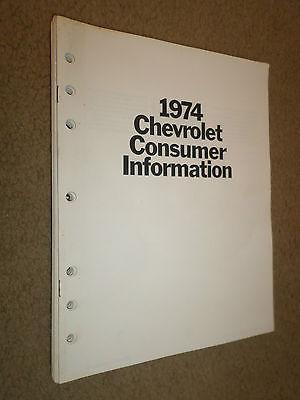 1974
Chevrolet
Consumer
Information